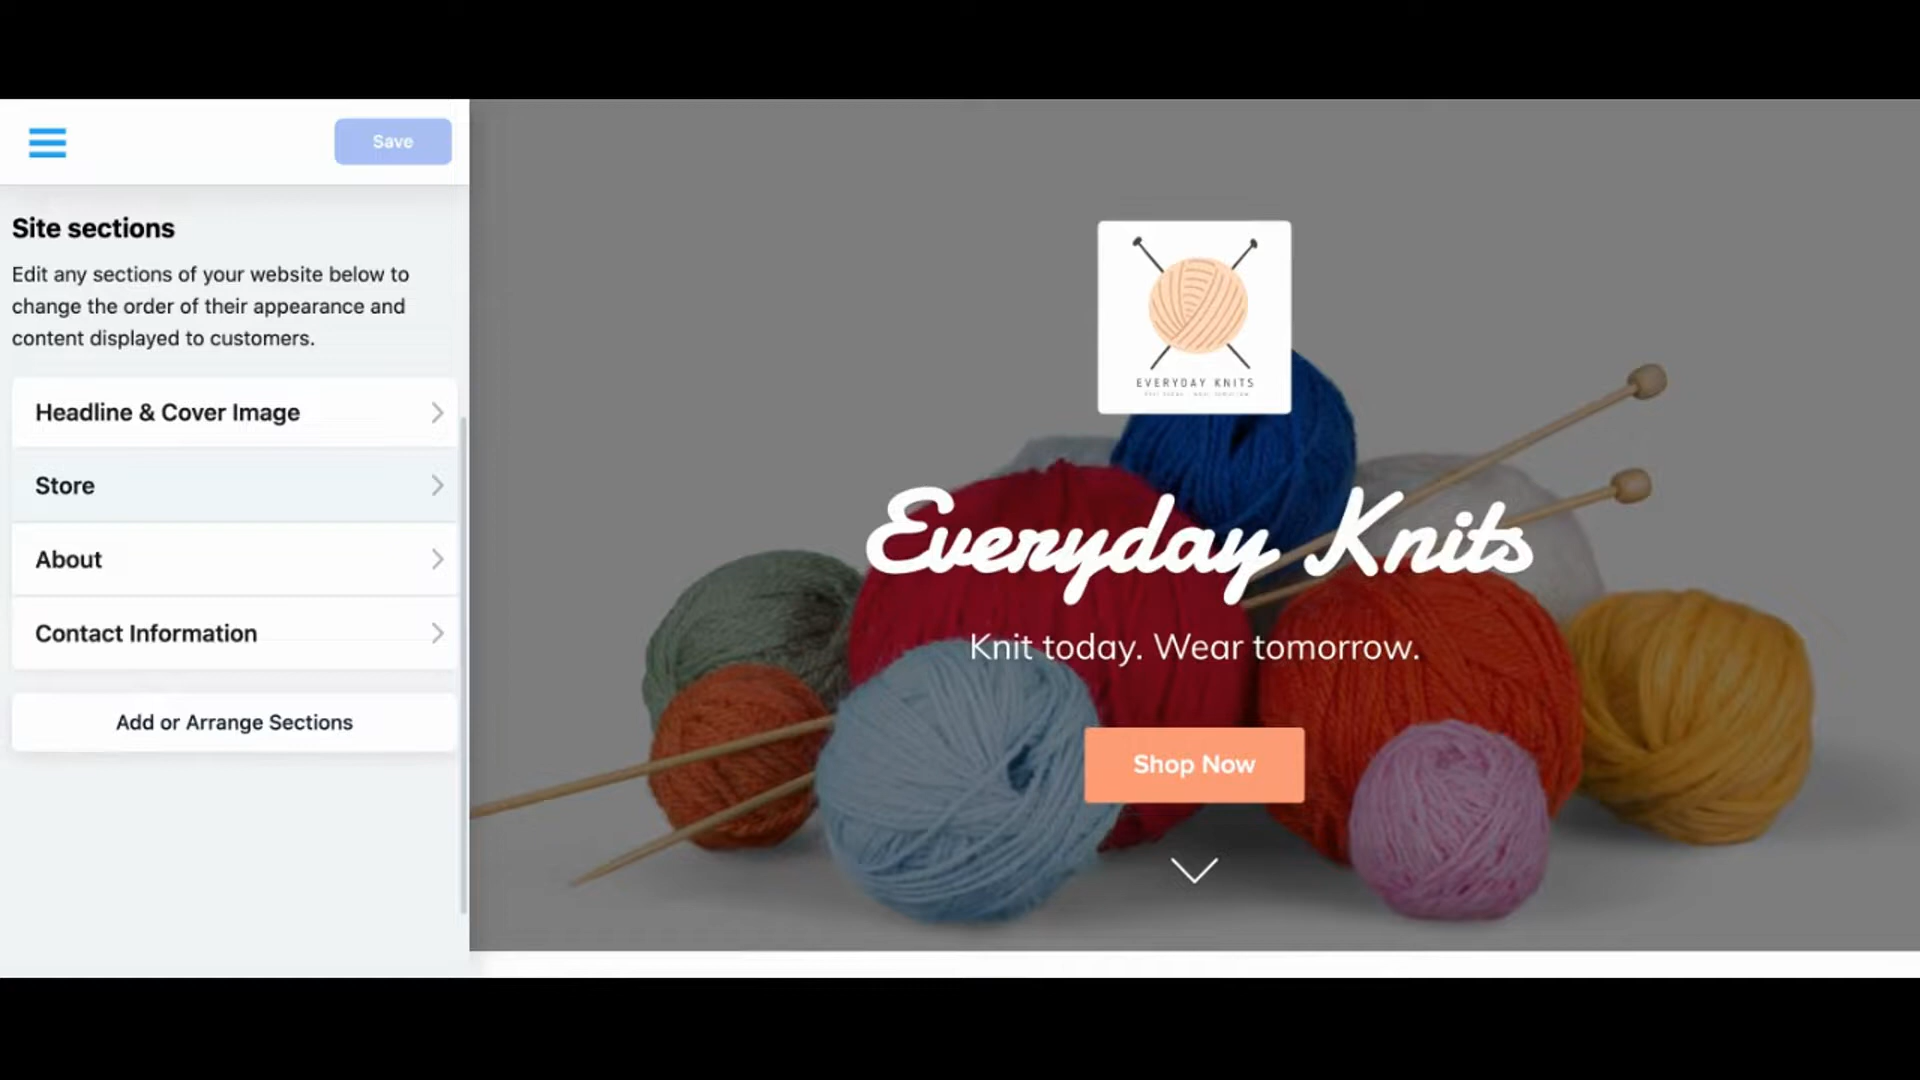 Save
Site sections
Edit any sections of your website below to
change the order of their appearance and
content displayed to customers.
Headline & Cover Image
Store
About
Contact Information
Add or Arrange Sections
EVERYDAY KNITS
Everyday Knits
Knit today. Wear tomorrow.
Shop Now